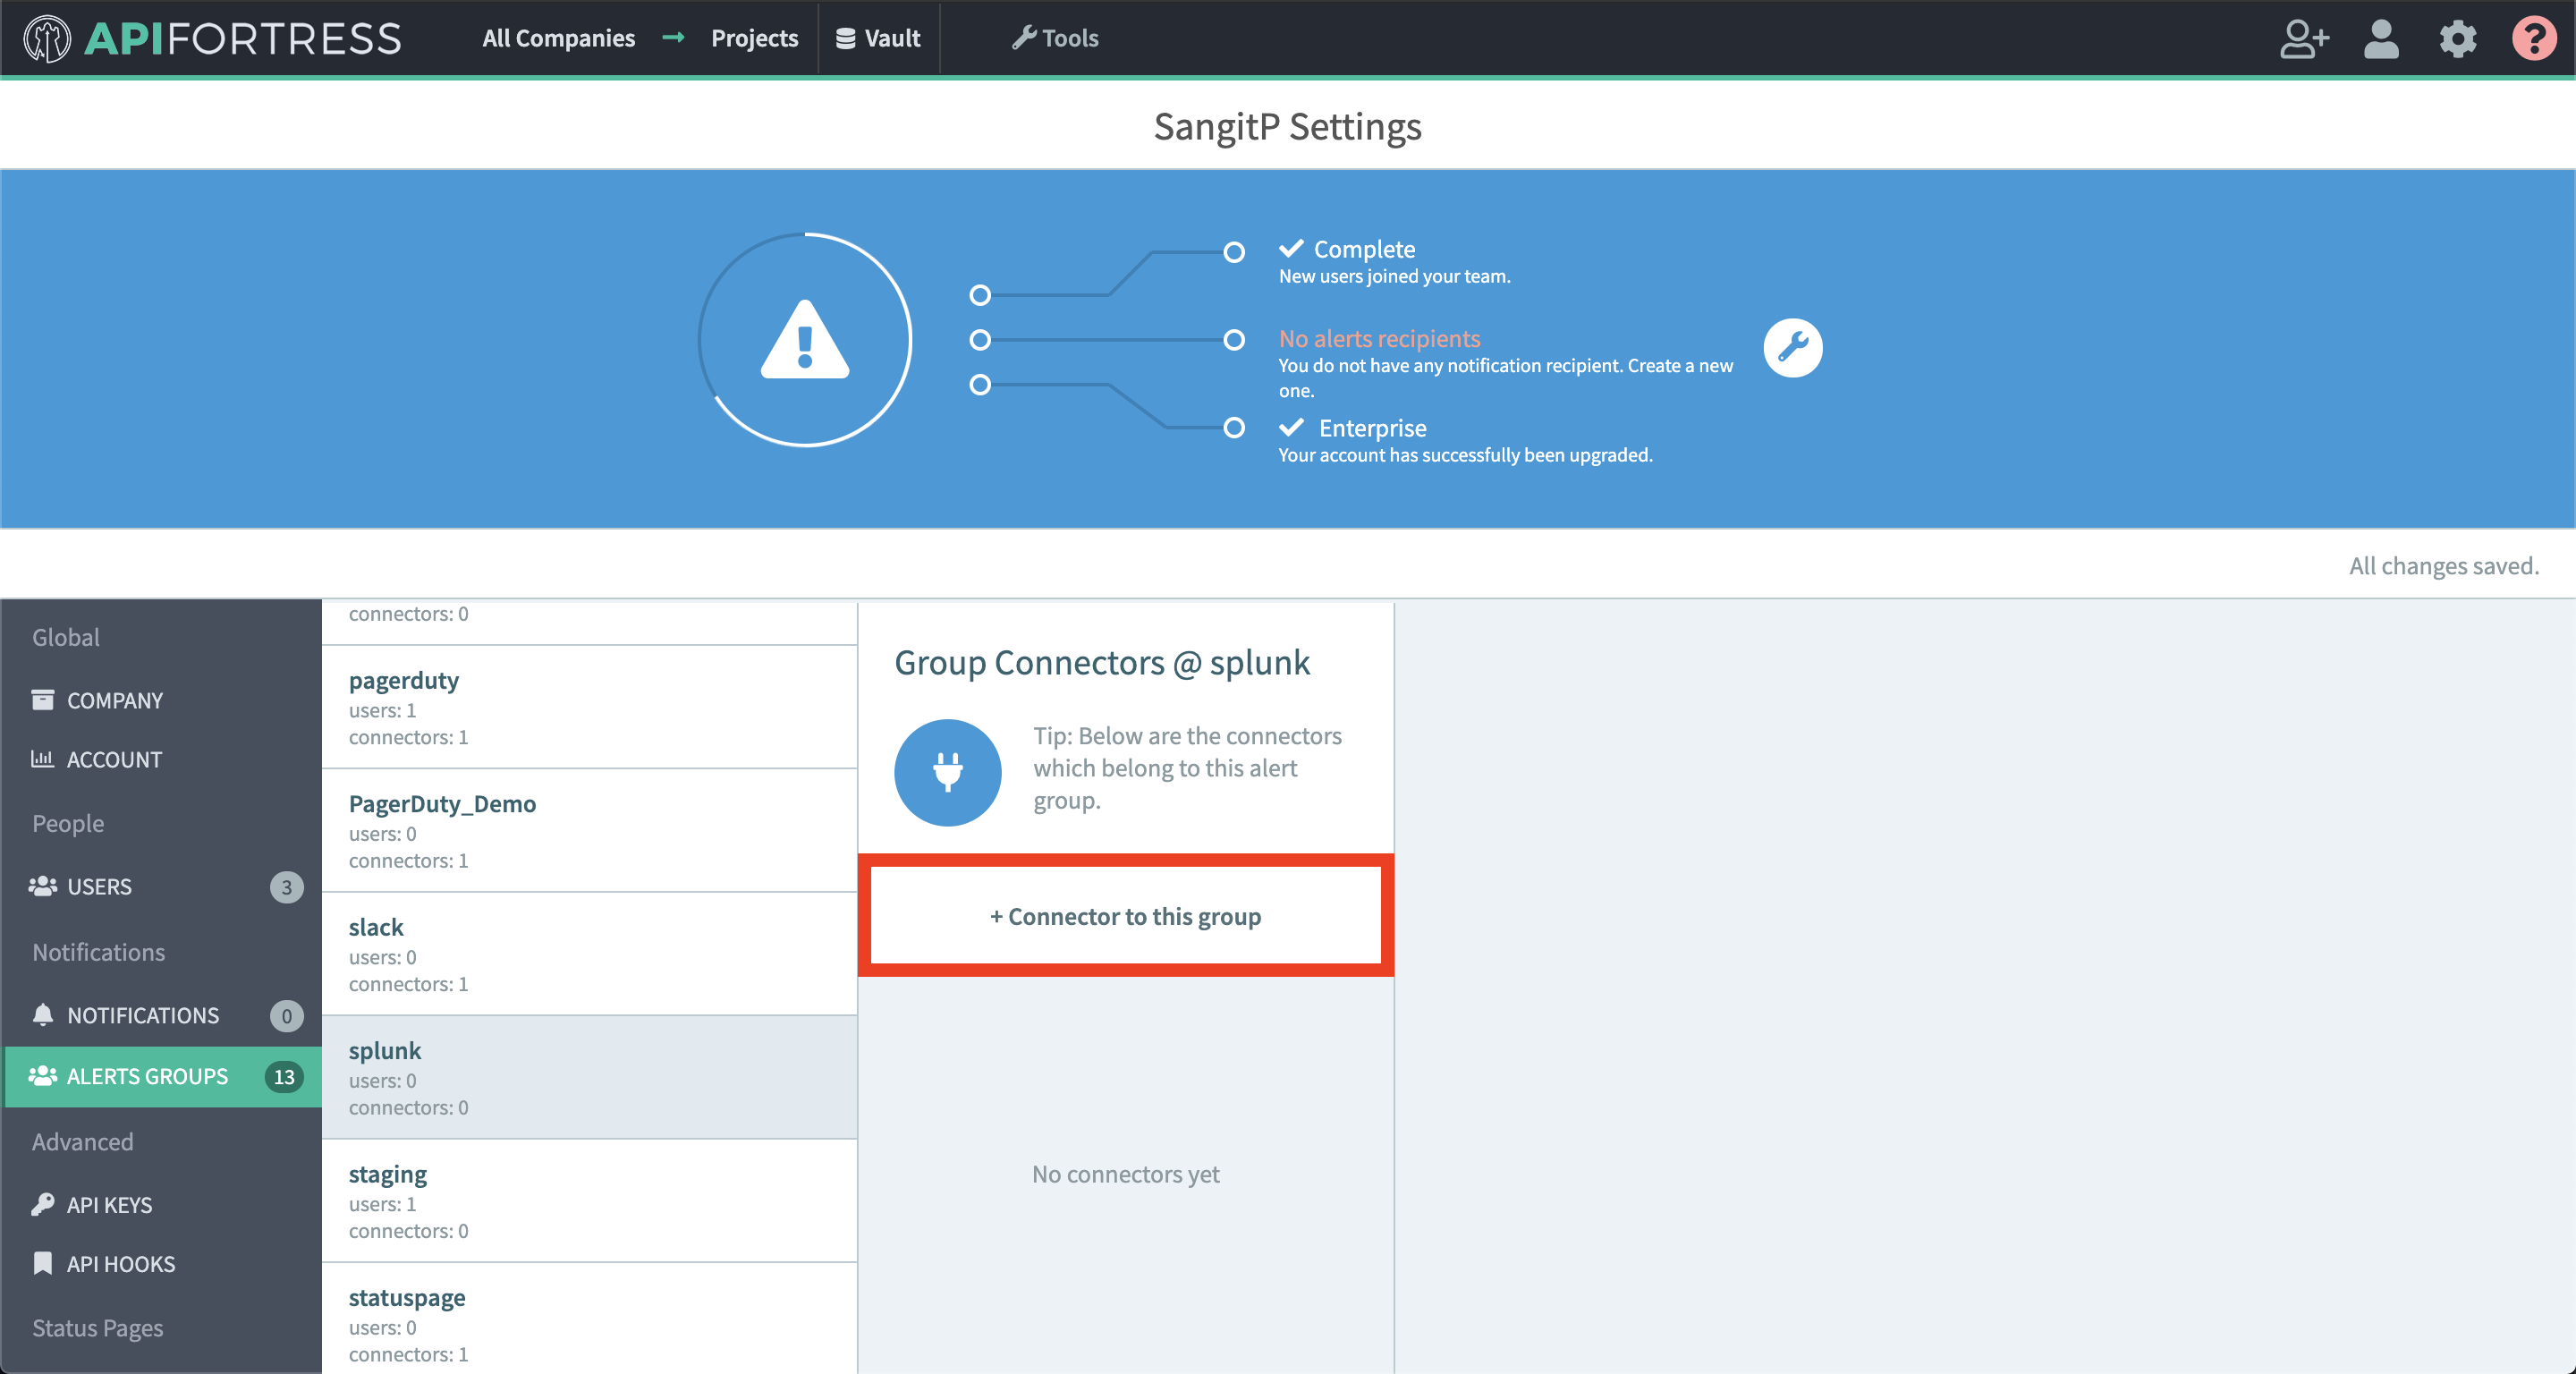 APIFORTRESS
All Companies → Projects
Vault
Tools
?
SangitP Settings
Complete
New users joined your team.
No alerts recipients
You do not have any notification recipient. Create a new
one.
Enterprise
Your account has successfully been upgraded.
All changes saved.
Global
COMPANY
ACCOUNT
People
USERS 3
Notifications
NOTIFICATIONS 0
ALERTS GROUPS 13
Advanced
API KEYS
API HOOKS
Status Pages
connectors: 0
pagerduty
users: 1
connectors: 1
PagerDuty_Demo
users: 0
connectors: 1
slack
users: 0
connectors: 1
splunk
users: 0
connectors: 0
staging
users: 1
connectors: 0
statuspage
users: 0
connectors: 1
Group Connectors @ splunk
Tip: Below are the connectors
which belong to this alert
group.
+ Connector to this group
No connectors yet